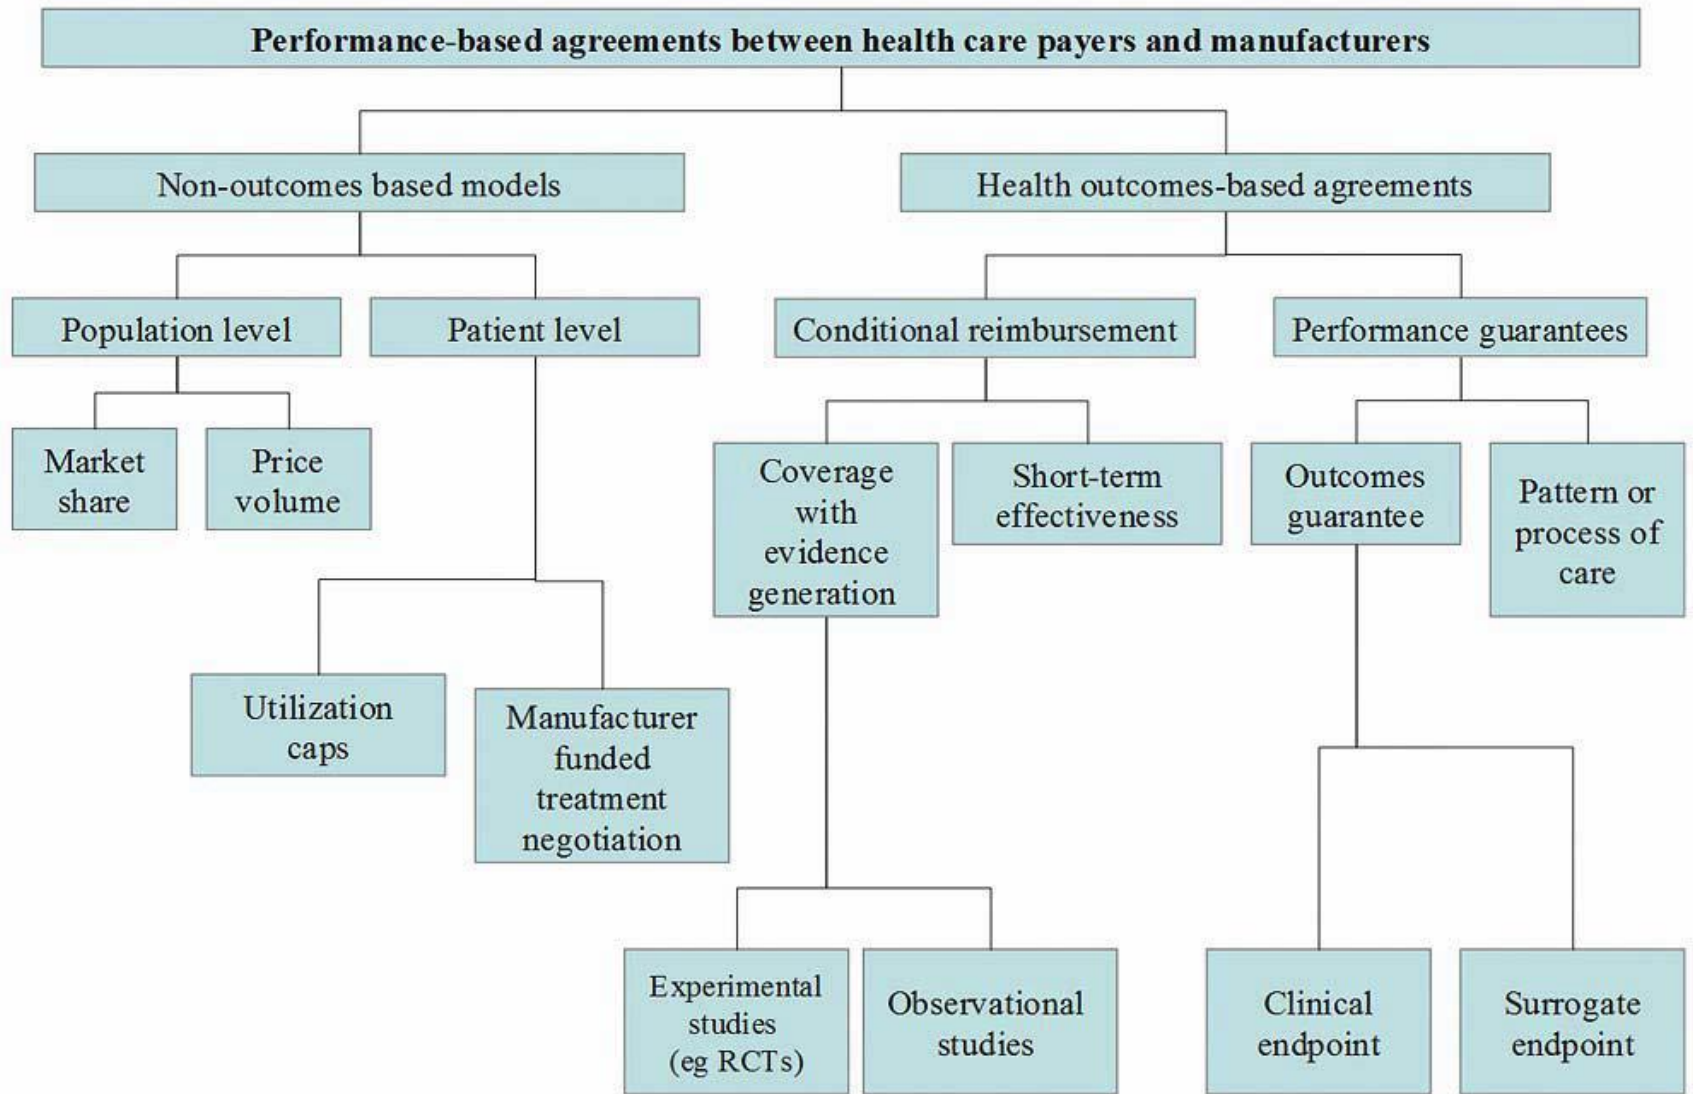 Performance-based agreements between health care payers and manufacturers
Non-outcomes based models
Health outcomes-based agreements
Population level
Patient level
Conditional reimbursement
Performance guarantees
Market
share
Price
volume
Coverage
with
evidence
generation
Short-term
effectiveness
Outcomes
guarantee
Pattern or
process of
care
Utilization
caps
Manufacturer
funded
treatment
negotiation
Experimental
studies
(eg RCTs)
Observational
studies
Clinical
endpoint
Surrogate
endpoint